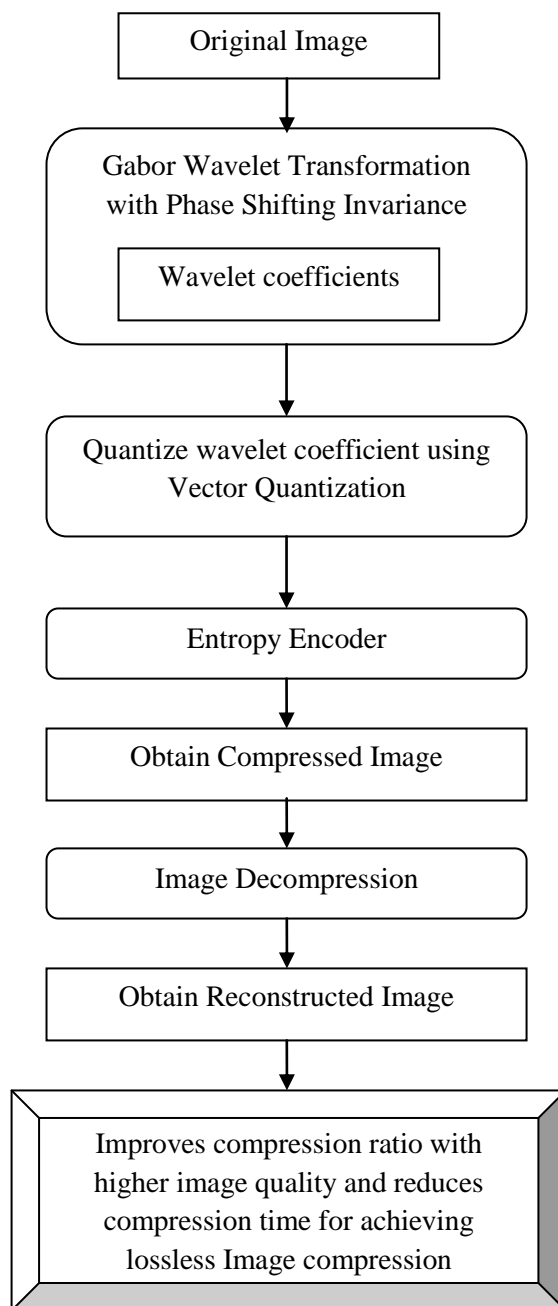 Original Image
Gabor Wavelet Transformation
with Phase Shifting Invariance
Wavelet coefficients
Quantize wavelet coefficient using
Vector Quantization
Entropy Encoder
Obtain Compressed Image
Image Decompression
Obtain Reconstructed Image
Improves compression ratio with
higher image quality and reduces
compression time for achieving
lossless Image compression